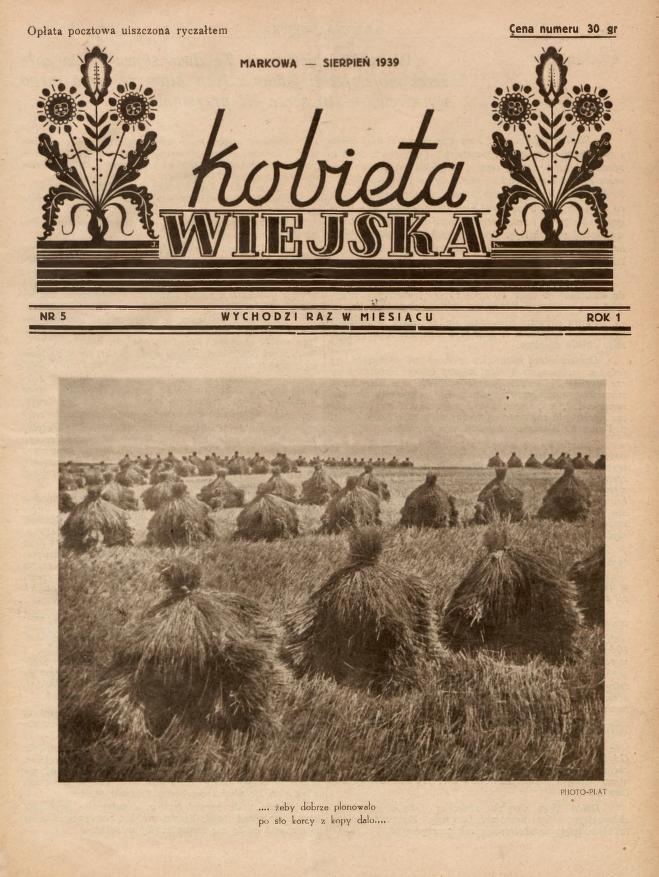 Opłata pocztowa uiszczona ryczałtem
Cena numeru 30 gr
MARKOWA — SIERPIEŃ 1939
kobieta
WIEJSKA
NR 5
WYCHODZI RAZ W MIESIĄCU
ROK 1
PHOTO-PLAT
.... żeby dobrze plonowało
po sto korcy z kopy dało....